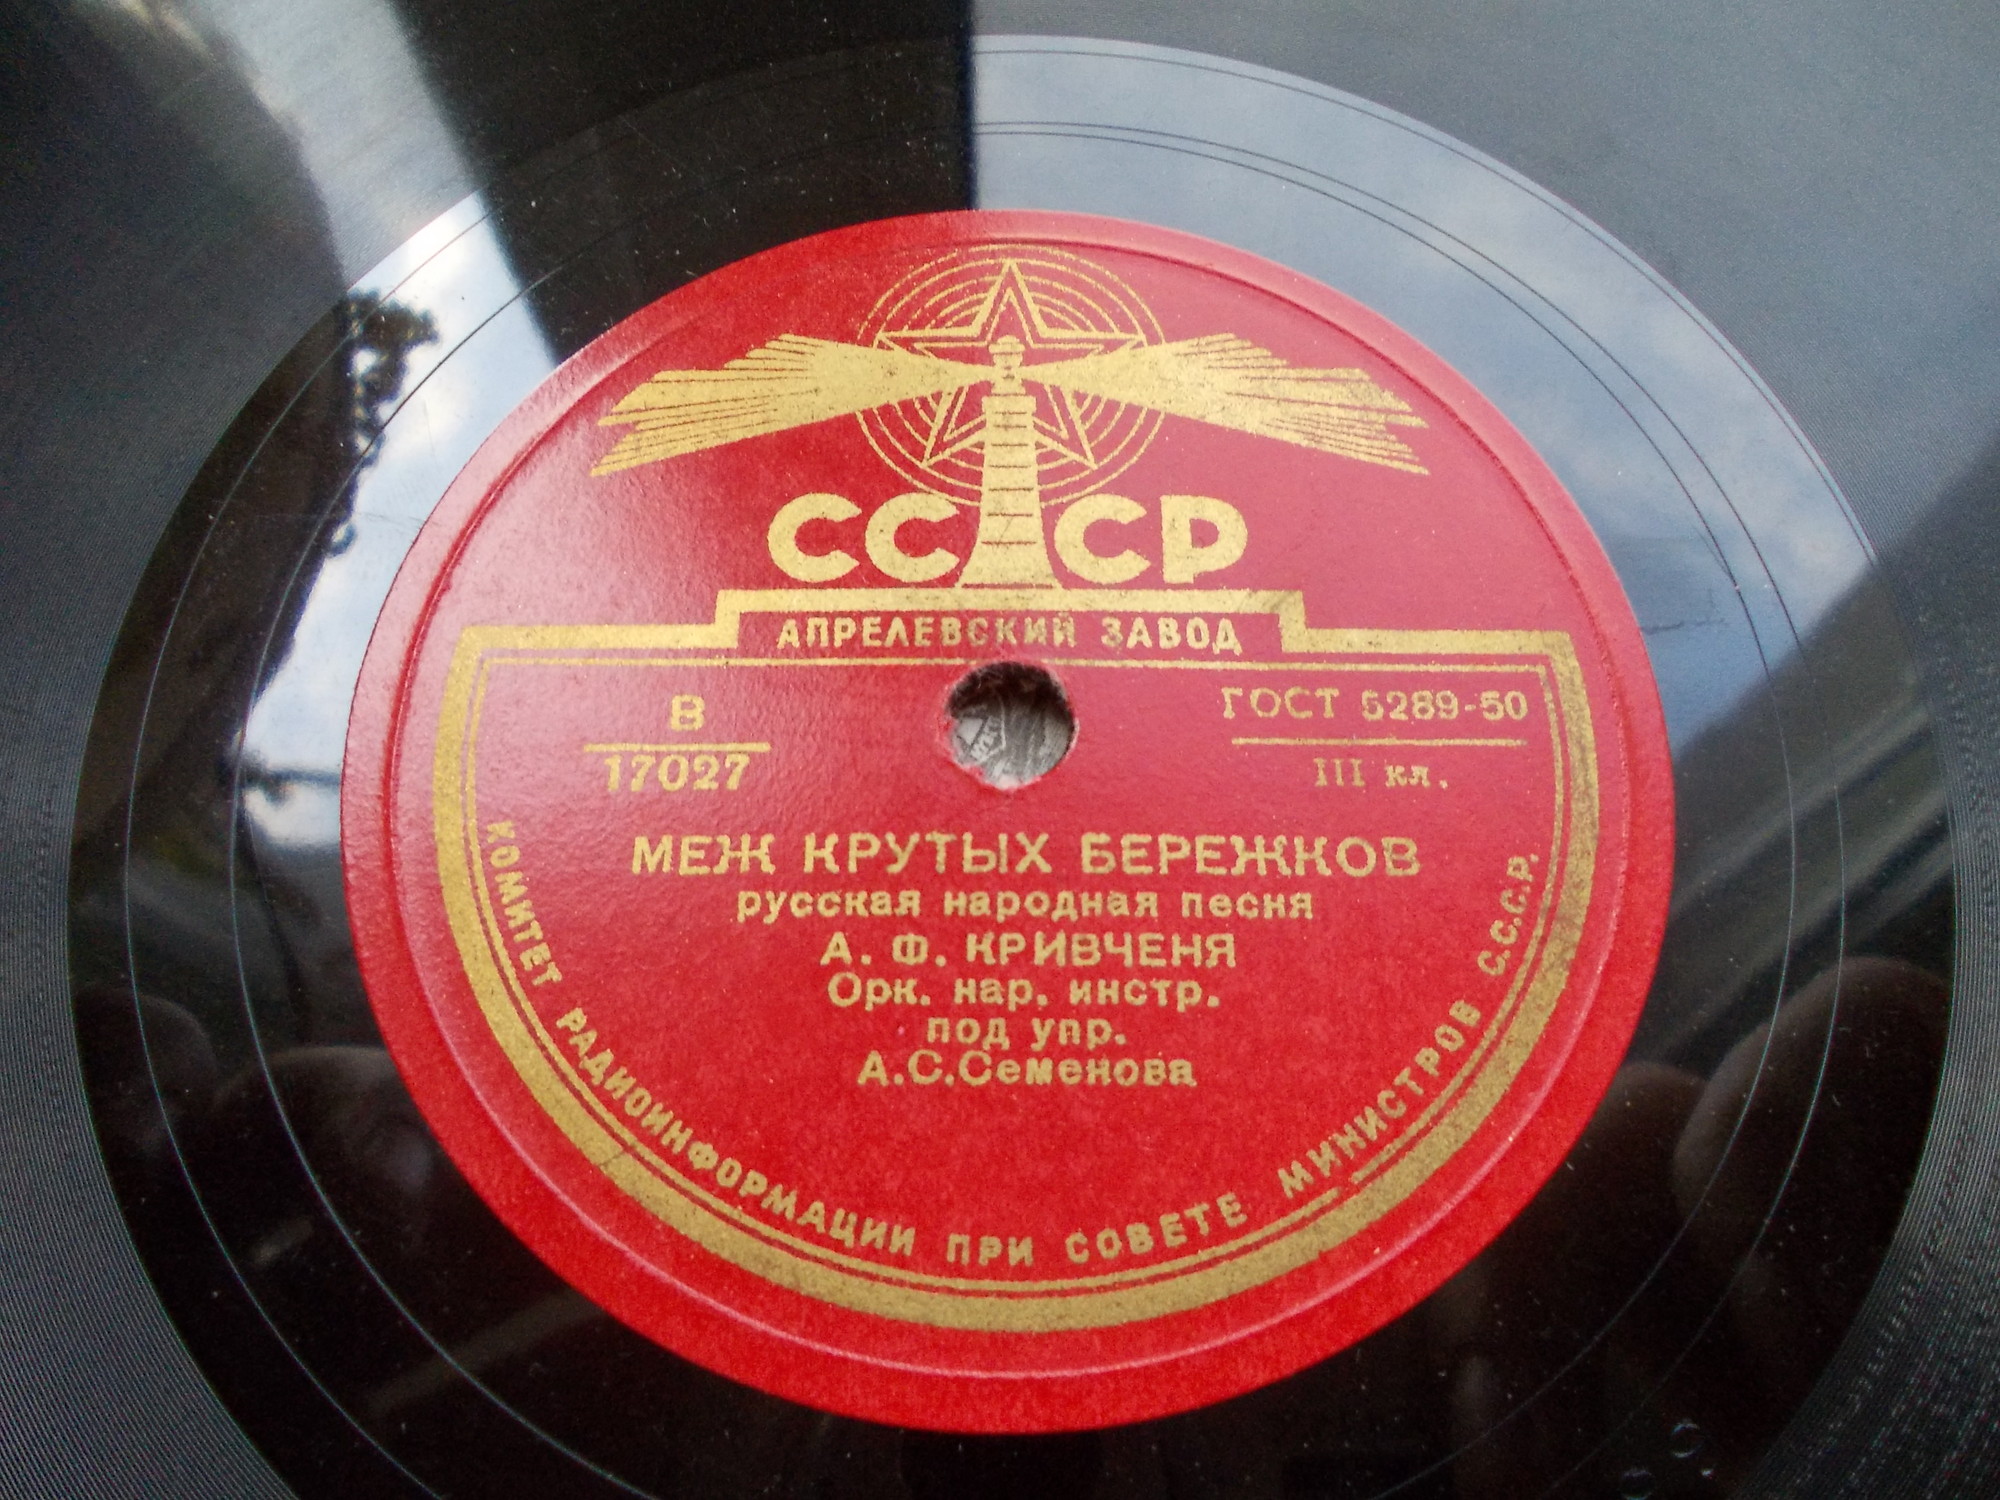 СССР
АПРЕЛЕВСКИЙ ЗАВОД
В
17027
ГОСТ 5289-50
III кл.
МЕЖ КРУТЫХ БЕРЕЖКОВ
русская народная песня
А. Ф. КРИВЧЕНЯ
Орк. нар. инстр.
под упр.
А.С.Семенова
КОМИТЕТ РАДИОИНФОРМАЦИИ ПРИ СОВЕТЕ МИНИСТРОВ С.С.С.Р.